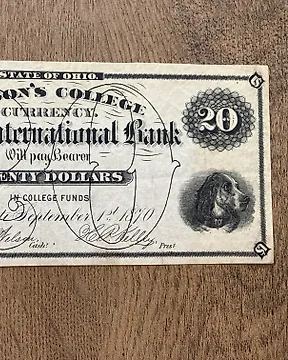 STATE OF OHIO.
ON'S COLLEGE
CURRENCY.
International Bank
20
Will pay Bearer
ENTY DOLLARS
IN COLLEGE FUNDS
September 1st 1870
Cash!
Prest